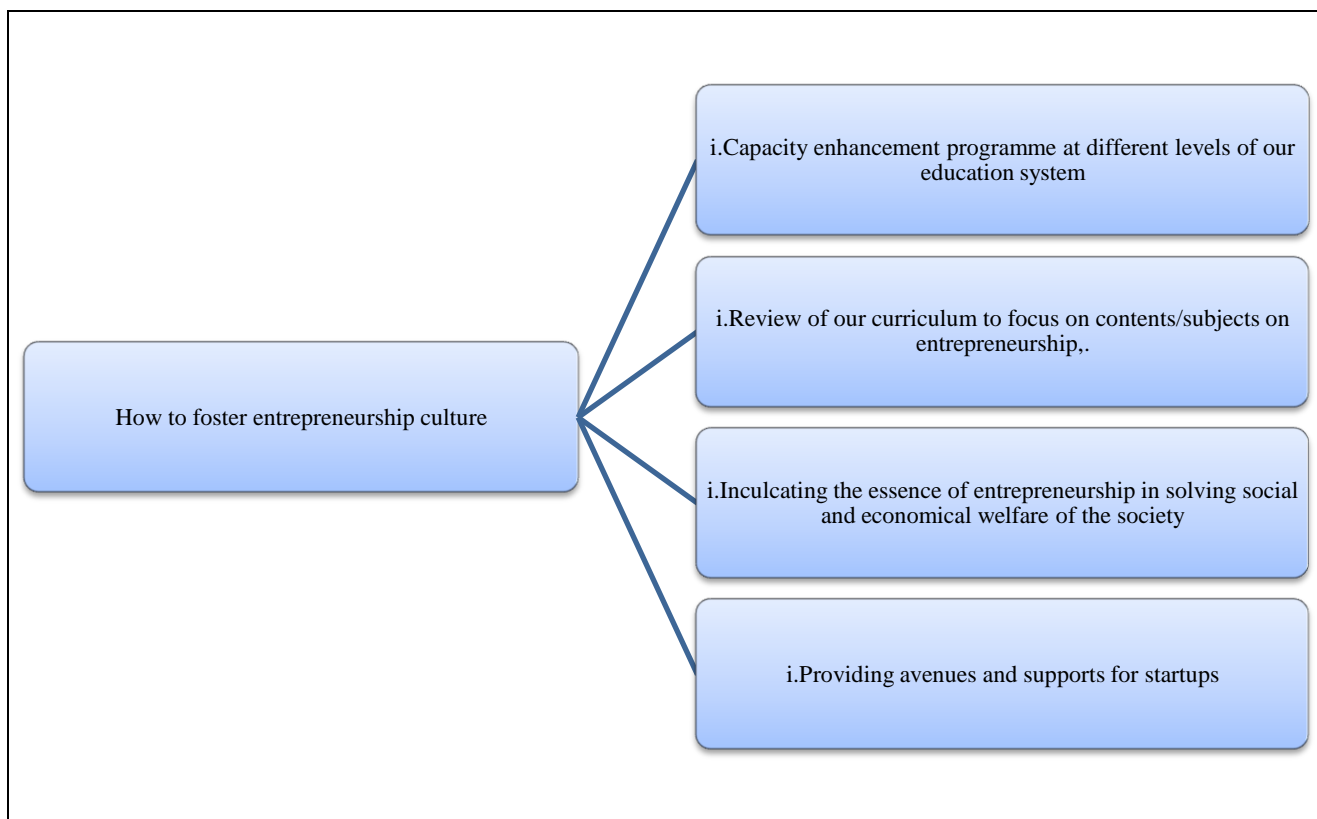 How to foster entrepreneurship culture
i.Capacity enhancement programme at different levels of our
education system
i.Review of our curriculum to focus on contents/subjects on
entrepreneurship,.
i.Inculcating the essence of entrepreneurship in solving social
and economical welfare of the society
i.Providing avenues and supports for startups